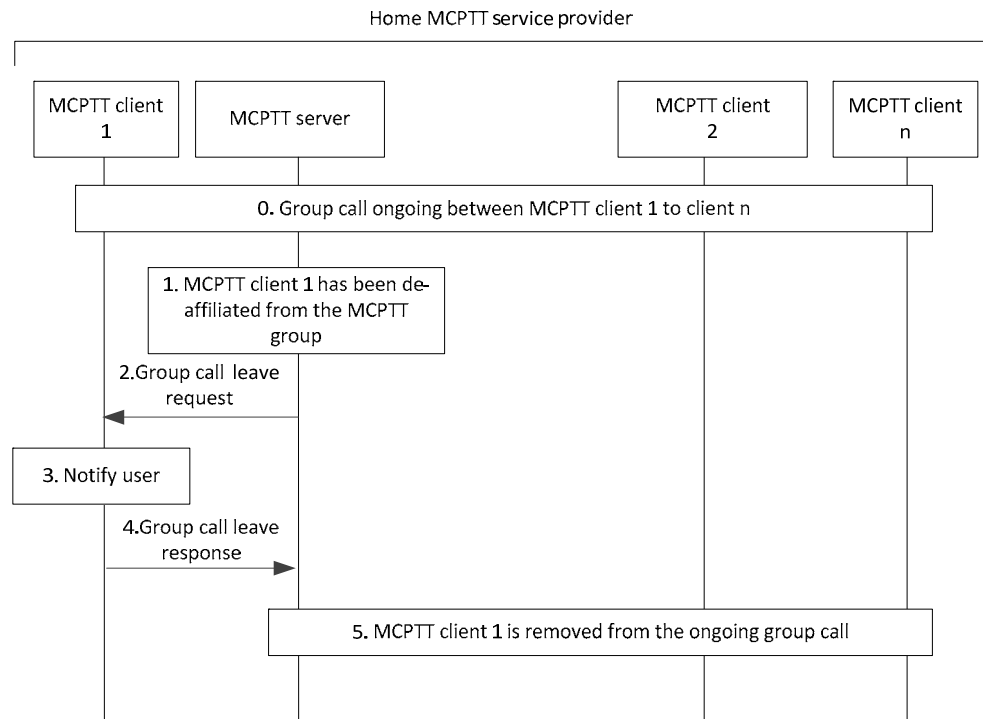 Home MCPTT service provider
MCPTT client
1
MCPTT server
MCPTT client
2
MCPTT client
n
0. Group call ongoing between MCPTT client 1 to client n
1. MCPTT client 1 has been de-
affiliated from the MCPTT
group
2.Group call leave
request
3. Notify user
4.Group call leave
response
5. MCPTT client 1 is removed from the ongoing group call